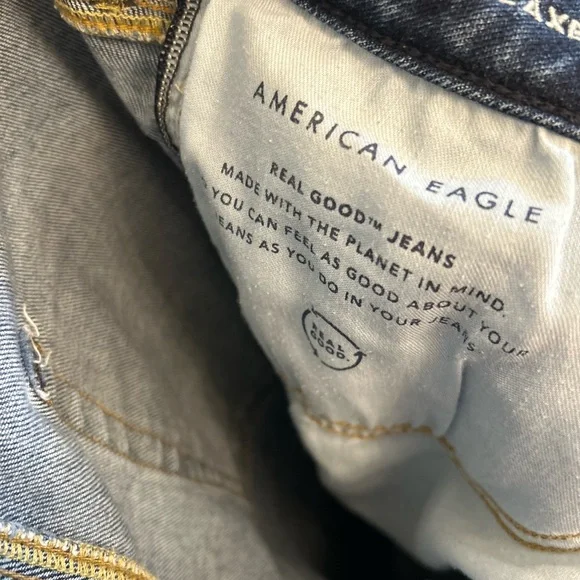 AMERICAN EAGLE
REAL GOOD™ JEANS
MADE WITH THE PLANET IN MIND.
YOU CAN FEEL AS GOOD ABOUT YOUR
JEANS AS YOU DO IN YOUR JEANS.
REAL
GOOD.